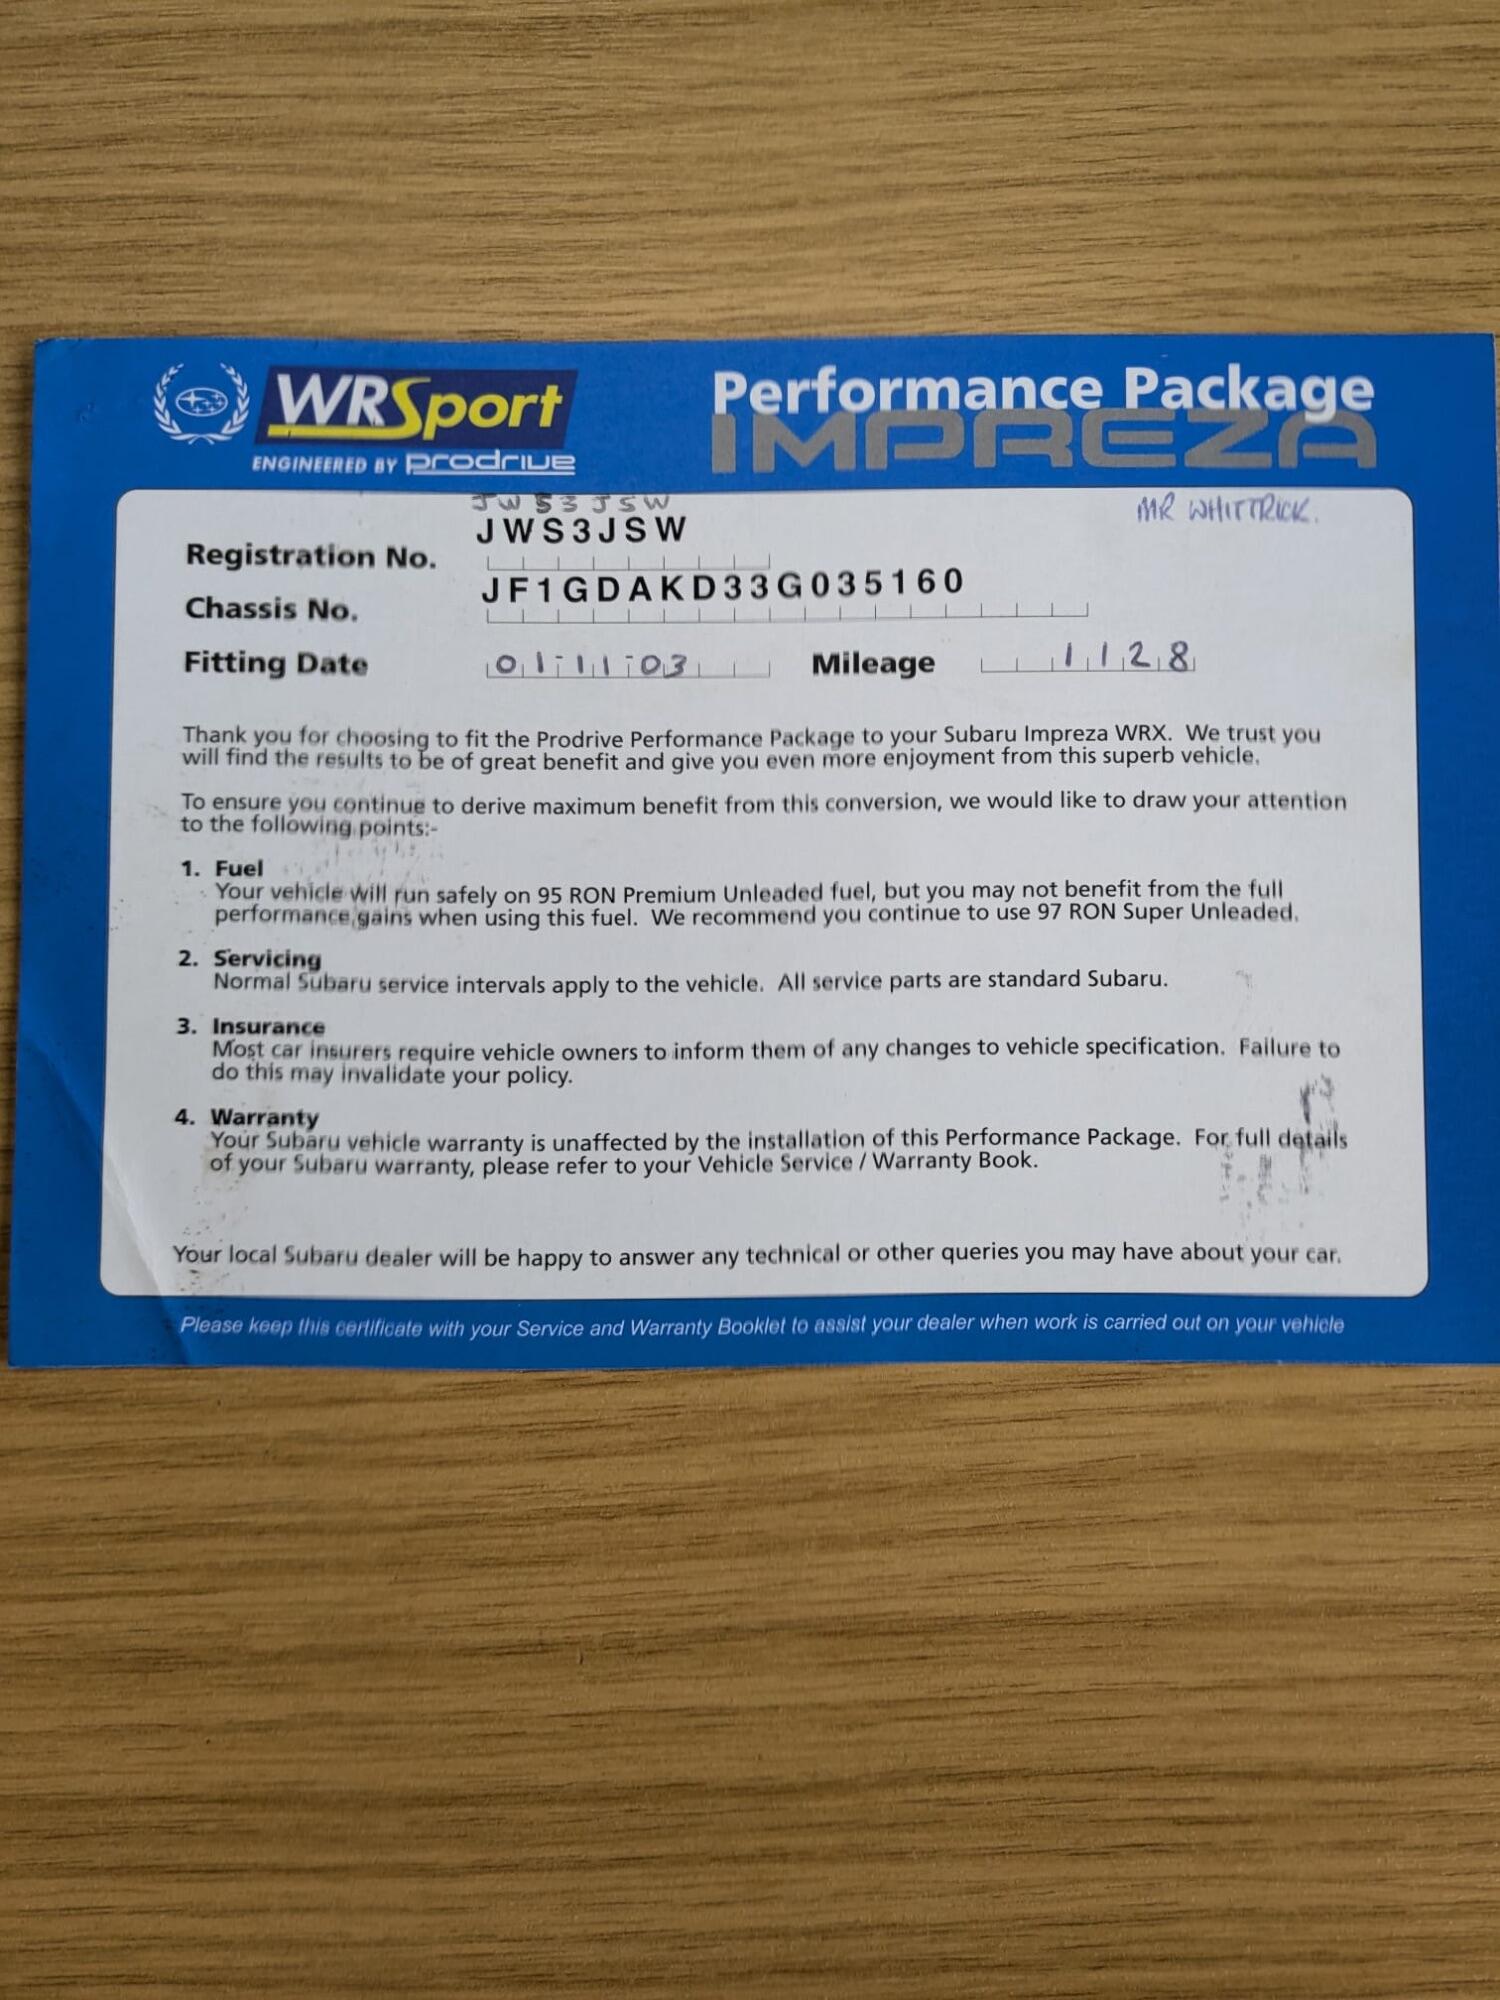 WRSport
ENGINEERED BY PRODRIVE
Performance Package
IMPREZA
JW53JSW
MR WHITTRICK.
JWS3JSW
Registration No.
JF1GDAKD33G035160
Chassis No.
Fitting Date 01-11-03 Mileage 1128
Thank you for choosing to fit the Prodrive Performance Package to your Subaru Impreza WRX. We trust you
will find the results to be of great benefit and give you even more enjoyment from this superb vehicle.
To ensure you continue to derive maximum benefit from this conversion, we would like to draw your attention
to the following points:-
1. Fuel
Your vehicle will run safely on 95 RON Premium Unleaded fuel, but you may not benefit from the full
performance gains when using this fuel. We recommend you continue to use 97 RON Super Unleaded.
2. Servicing
Normal Subaru service intervals apply to the vehicle. All service parts are standard Subaru.
3. Insurance
Most car insurers require vehicle owners to inform them of any changes to vehicle specification. Failure to
do this may invalidate your policy.
4. Warranty
Your Subaru vehicle warranty is unaffected by the installation of this Performance Package. For full details
of your Subaru warranty, please refer to your Vehicle Service / Warranty Book.
Your local Subaru dealer will be happy to answer any technical or other queries you may have about your car.
Please keep this certificate with your Service and Warranty Booklet to assist your dealer when work is carried out on your vehicle